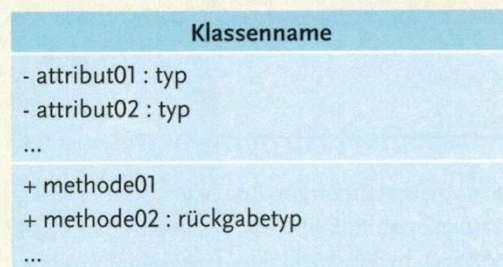 Klassenname
- attribut01 : typ
- attribut02 : typ
...
+ methode01
+ methode02 : rückgabetyp
...